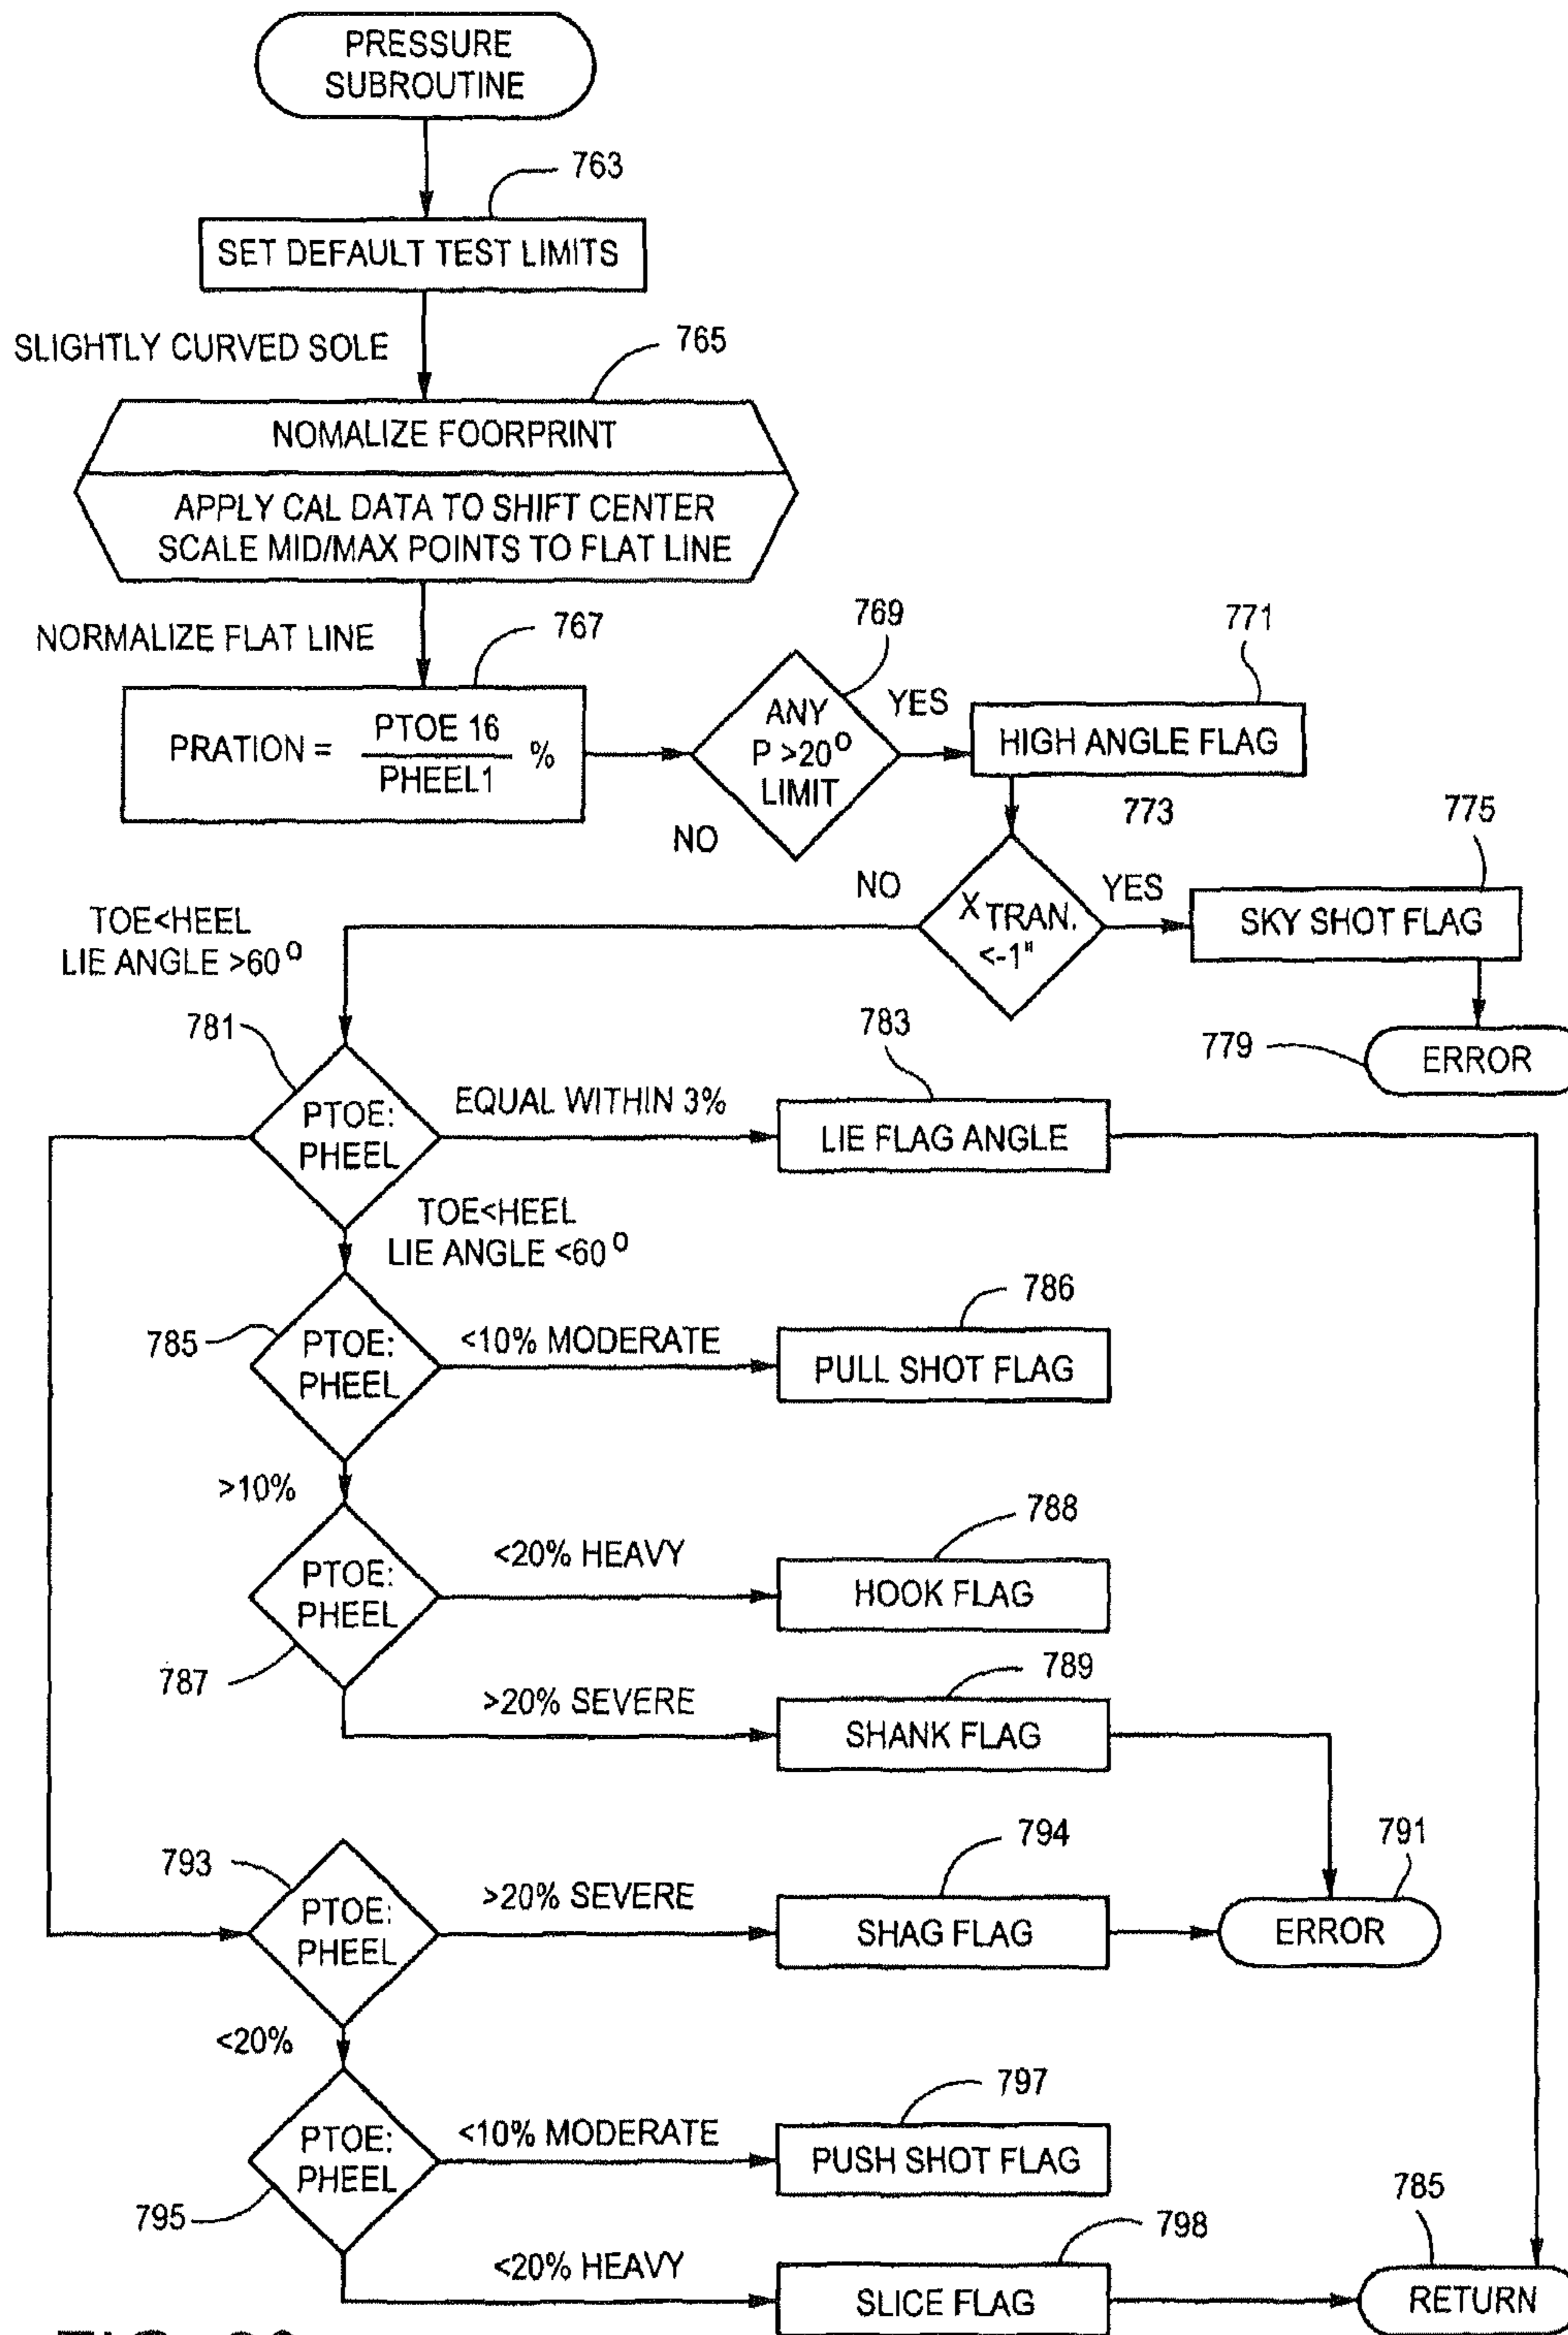 PRESSURE
SUBROUTINE
763
SET DEFAULT TEST LIMITS
SLIGHTLY CURVED SOLE
765
NOMALIZE FOORPRINT
APPLY CAL DATA TO SHIFT CENTER
SCALE MID/MAX POINTS TO FLAT LINE
NORMALIZE FLAT LINE
767
PRATION = PTOE 16 / PHEEL1 %
769
ANY
P >20°
LIMIT
YES
NO
771
HIGH ANGLE FLAG
773
X TRAN.
<-1"
NO
YES
775
SKY SHOT FLAG
779
ERROR
TOE<HEEL
LIE ANGLE >60°
781
PTOE:
PHEEL
EQUAL WITHIN 3%
783
LIE FLAG ANGLE
TOE<HEEL
LIE ANGLE <60°
785
PTOE:
PHEEL
<10% MODERATE
786
PULL SHOT FLAG
>10%
787
PTOE:
PHEEL
<20% HEAVY
788
HOOK FLAG
>20% SEVERE
789
SHANK FLAG
791
ERROR
793
PTOE:
PHEEL
>20% SEVERE
794
SHAG FLAG
<20%
795
PTOE:
PHEEL
<10% MODERATE
797
PUSH SHOT FLAG
<20% HEAVY
798
SLICE FLAG
785
RETURN